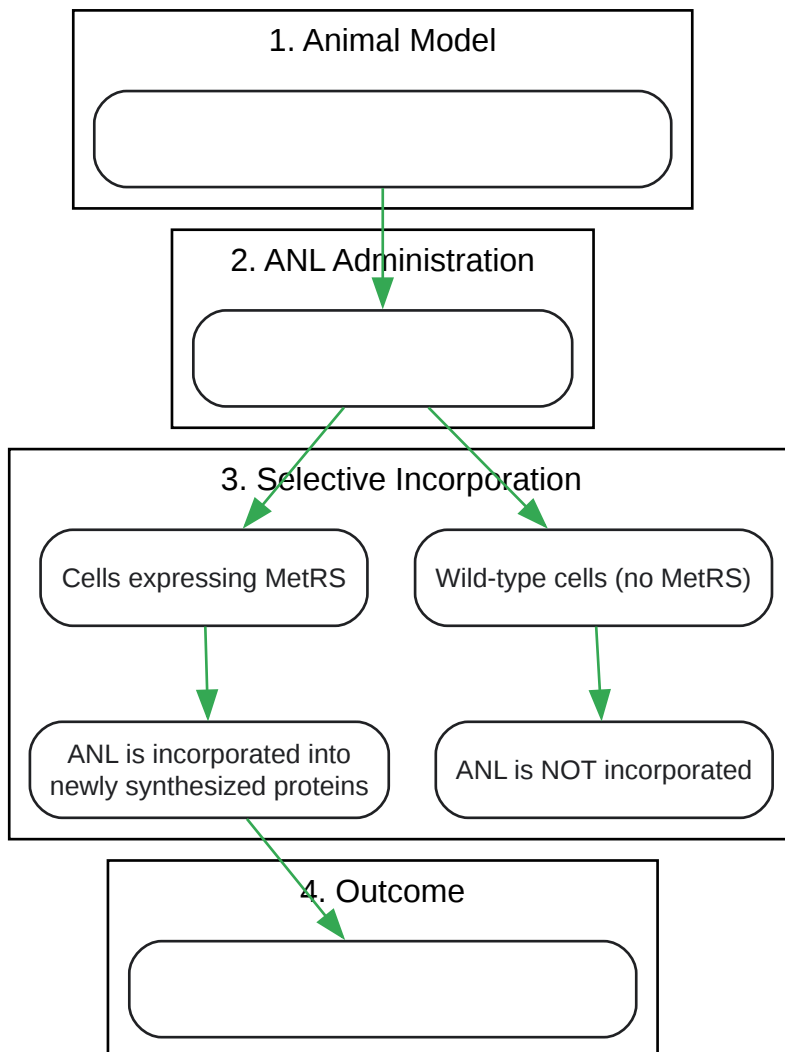 1. Animal Model
2. ANL Administration
3. Selective Incorporation
Cells expressing MetRS
Wild-type cells (no MetRS)
ANL is incorporated into
newly synthesized proteins
ANL is NOT incorporated
4. Outcome